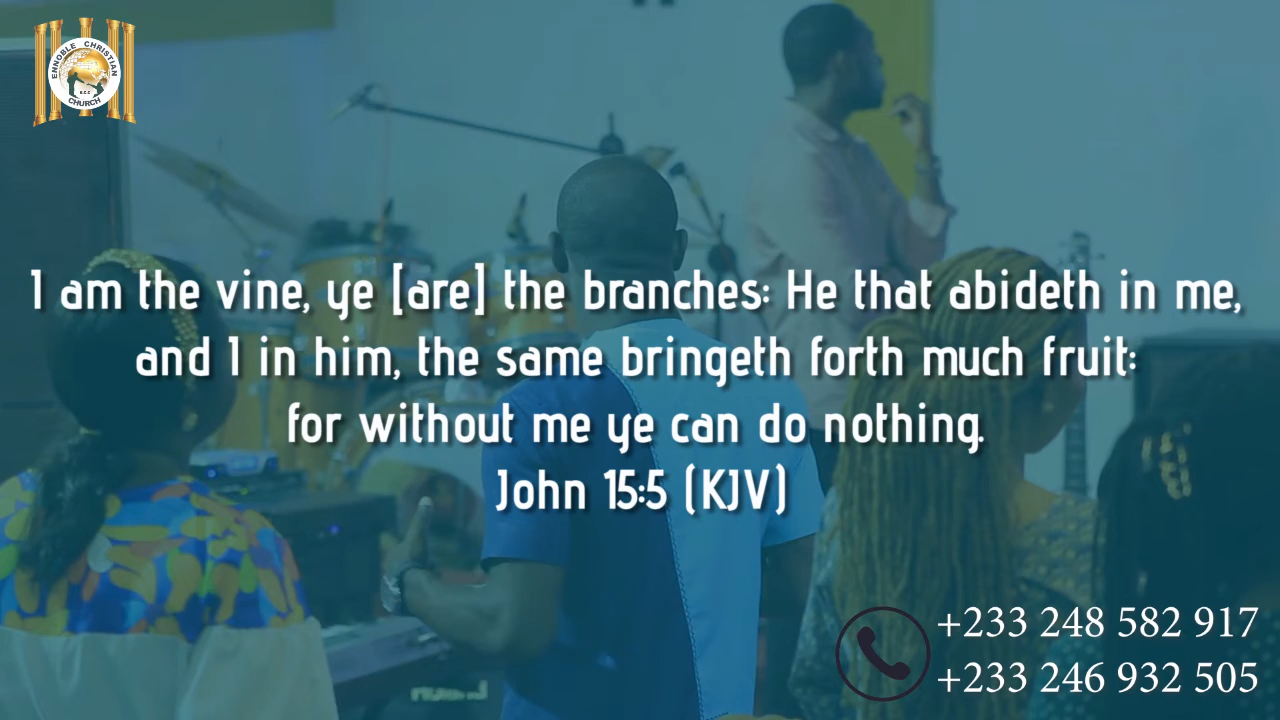 ENNOBLE CHRISTIAN
CHURCH
E.C.C
I am the vine, ye [are] the branches: He that abideth in me,
and I in him, the same bringeth forth much fruit:
for without me ye can do nothing.
John 15:5 (KJV)
+233 248 582 917
+233 246 932 505